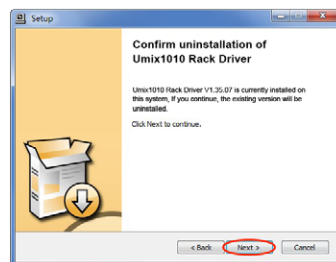 Setup
Confirm uninstallation of
Umix1010 Rack Driver
Umix1010 Rack Driver V1.35.07 is currently installed on
this system, If you continue, the existing version will be
uninstalled.
Click Next to continue.
< Back Next > Cancel